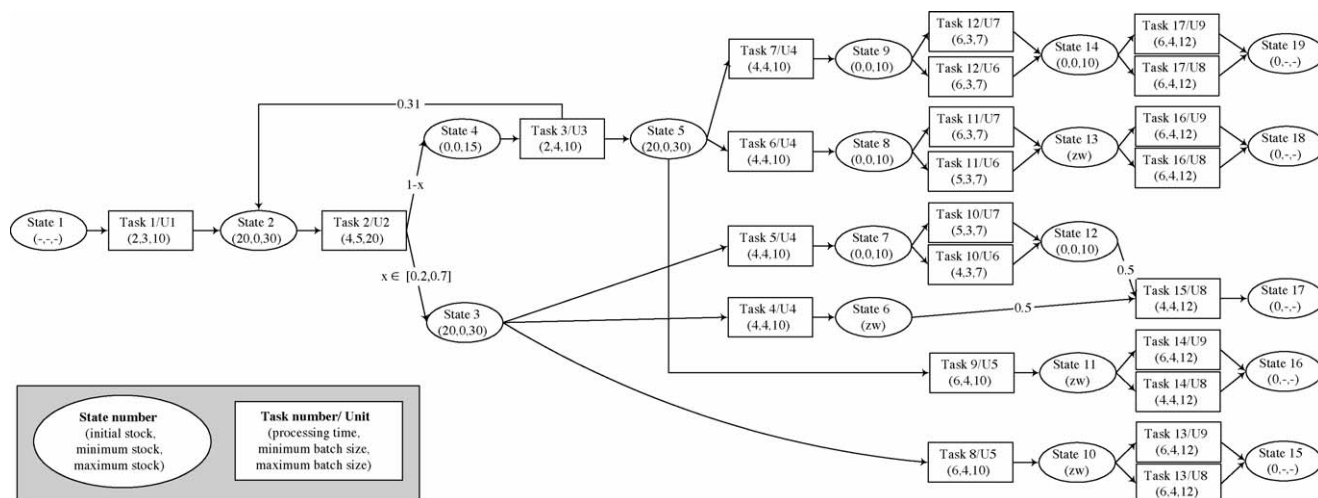 Task 12/U7
(6,3,7)
Task 17/U9
(6,4,12)
Task 7/U4
(4,4,10)
State 9
(0,0,10)
State 14
(0,0,10)
State 19
(0,-,-)
Task 12/U6
(6,3,7)
Task 17/U8
(6,4,12)
0.31
State 4
(0,0,15)
Task 3/U3
(2,4,10)
State 5
(20,0,30)
Task 6/U4
(4,4,10)
State 8
(0,0,10)
Task 11/U7
(6,3,7)
Task 11/U6
(5,3,7)
State 13
(zw)
Task 16/U9
(6,4,12)
Task 16/U8
(6,4,12)
State 18
(0,-,-)
1-x
State 1
(-,-,-)
Task 1/U1
(2,3,10)
State 2
(20,0,30)
Task 2/U2
(4,5,20)
x ∈ [0.2,0.7]
Task 5/U4
(4,4,10)
State 7
(0,0,10)
Task 10/U7
(5,3,7)
Task 10/U6
(4,3,7)
State 12
(0,0,10)
0.5
State 3
(20,0,30)
Task 4/U4
(4,4,10)
State 6
(zw)
0.5
Task 15/U8
(4,4,12)
State 17
(0,-,-)
Task 9/U5
(6,4,10)
State 11
(zw)
Task 14/U9
(6,4,12)
Task 14/U8
(4,4,12)
State 16
(0,-,-)
Task 8/U5
(6,4,10)
State 10
(zw)
Task 13/U9
(6,4,12)
Task 13/U8
(6,4,12)
State 15
(0,-,-)
State number
(initial stock,
minimum stock,
maximum stock)
Task number/ Unit
(processing time,
minimum batch size,
maximum batch size)